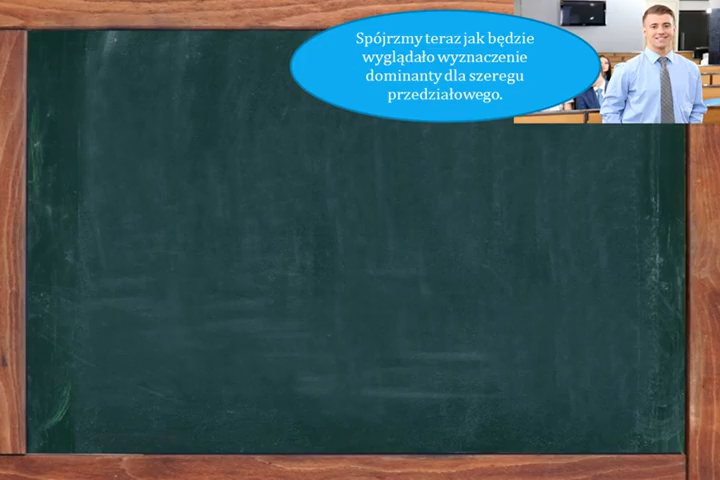 Spójrzmy teraz jak będzie
wyglądało wyznaczenie
dominanty dla szeregu
przedziałowego.